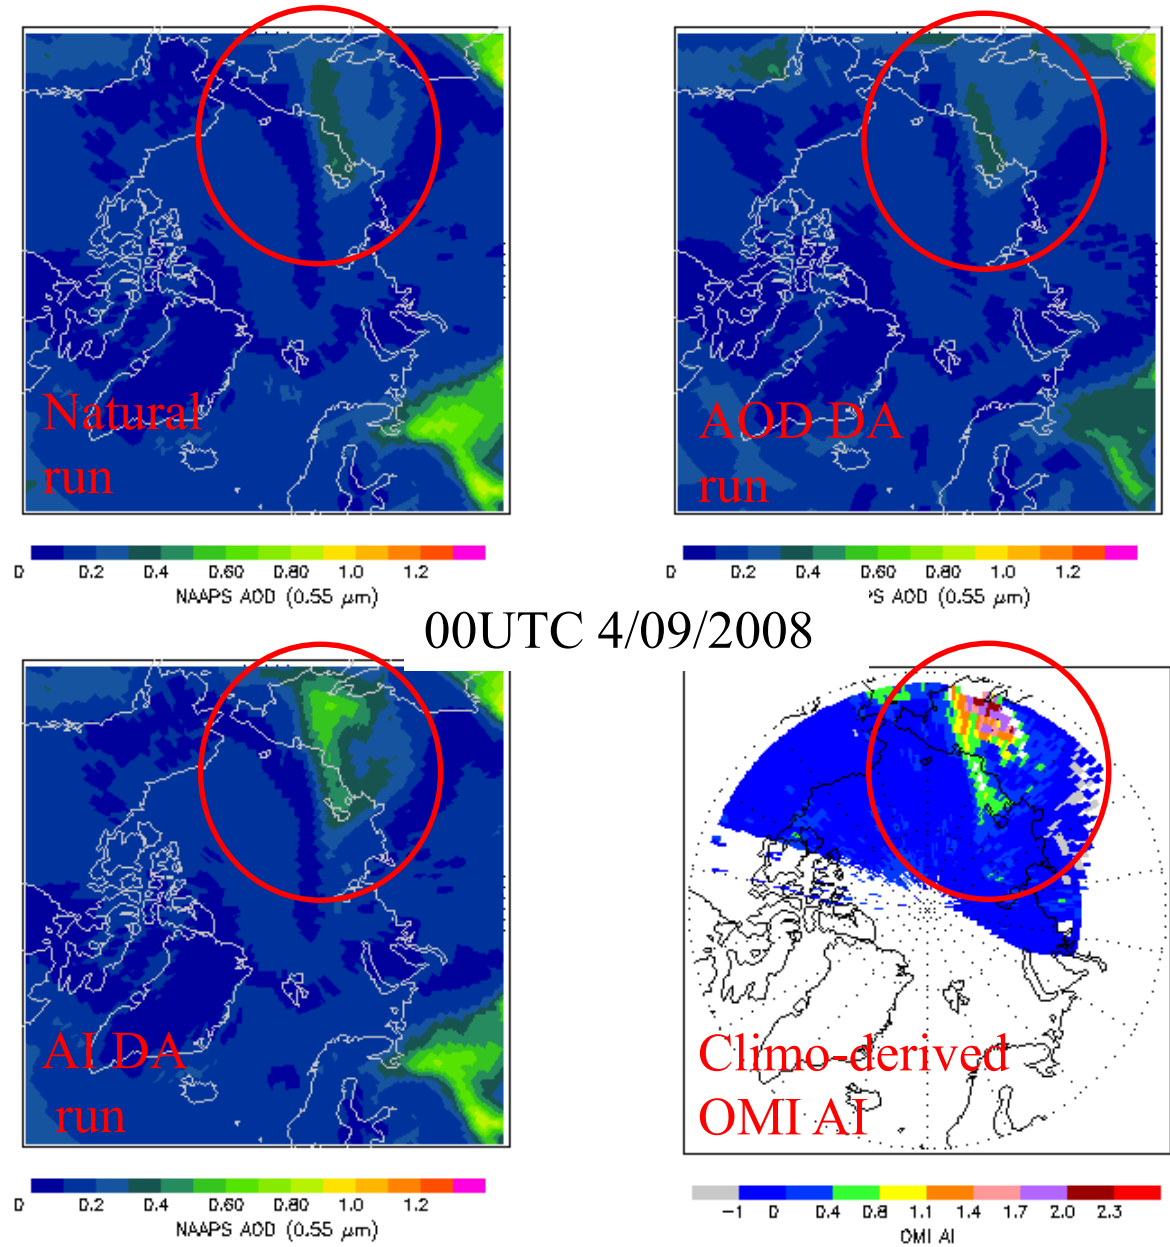 Natural
run
AOD DA
run
0 0.2 0.4 0.60 0.80 1.0 1.2
NAAPS AOD (0.55 μm)
0 0.2 0.4 0.60 0.80 1.0 1.2
PS AOD (0.55 μm)
00UTC 4/09/2008
AI DA
run
Climo-derived
OMI AI
0 0.2 0.4 0.60 0.80 1.0 1.2
NAAPS AOD (0.55 μm)
−1 0 0.4 0.8 1.1 1.4 1.7 2.0 2.3
OMI AI